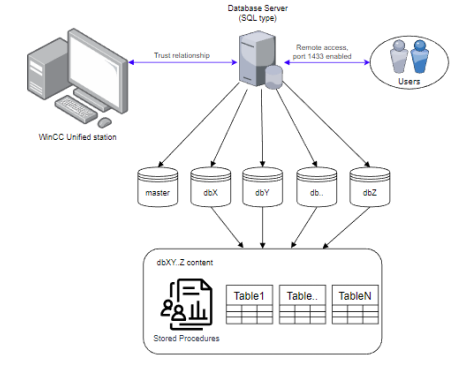 Database Server
(SQL type)
Trust relationship
Remote access,
port 1433 enabled
WinCC Unified station
Users
master
dbX
dbY
db..
dbZ
dbXY..Z content
Table1
Table..
TableN
Stored Procedures